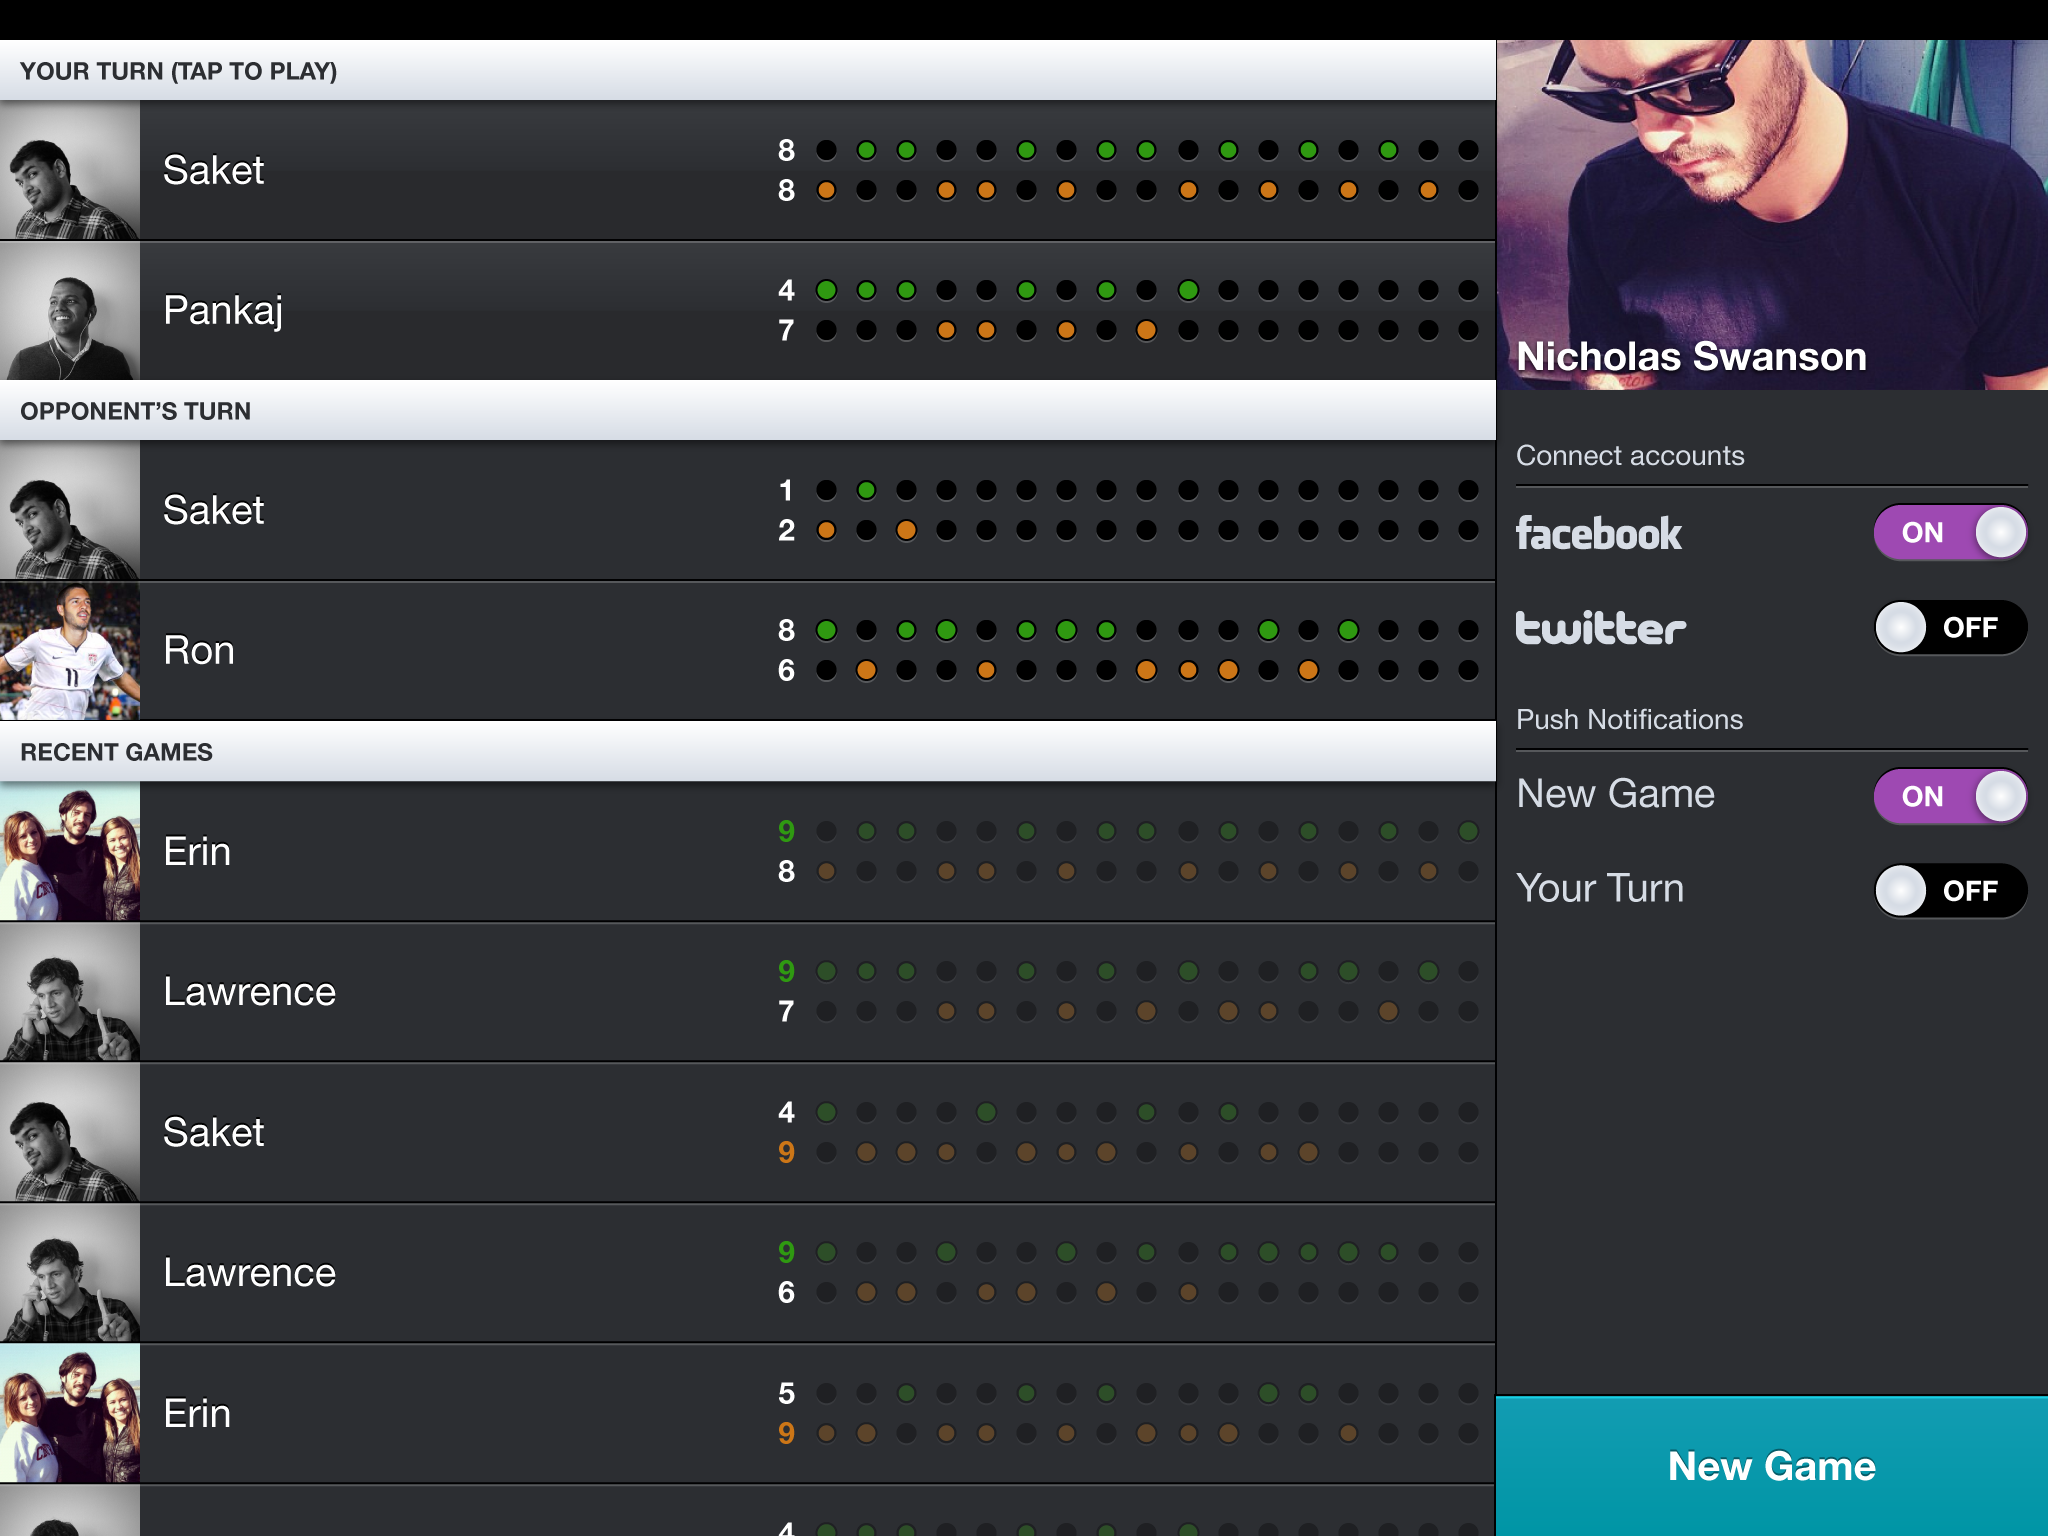 YOUR TURN (TAP TO PLAY)
Saket
8
8
Pankaj
4
7
OPPONENT’S TURN
Saket
1
2
Ron
11
8
6
RECENT GAMES
Erin
9
8
Lawrence
9
7
Saket
4
9
Lawrence
9
6
Erin
5
9
4
Nicholas Swanson
Connect accounts
facebook ON
twitter OFF
Push Notifications
New Game ON
Your Turn OFF
New Game